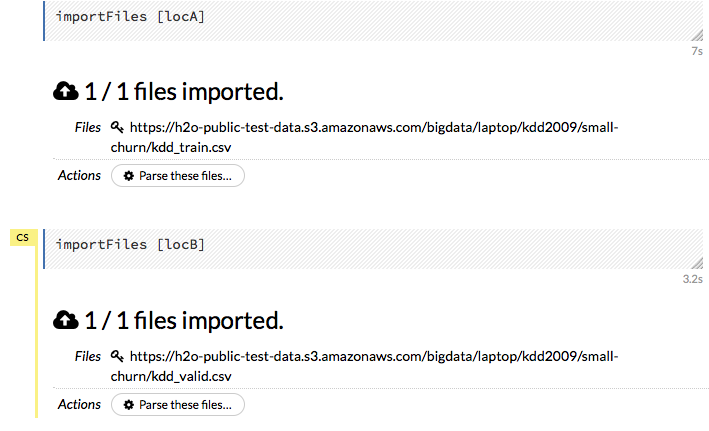 importFiles [locA]
7s
1 / 1 files imported.
Files https://h2o-public-test-data.s3.amazonaws.com/bigdata/laptop/kdd2009/small-
churn/kdd_train.csv
Actions Parse these files...
CS
importFiles [locB]
3.2s
1 / 1 files imported.
Files https://h2o-public-test-data.s3.amazonaws.com/bigdata/laptop/kdd2009/small-
churn/kdd_valid.csv
Actions Parse these files...